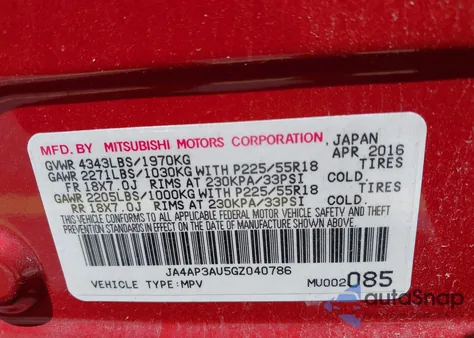 MFD. BY MITSUBISHI MOTORS CORPORATION, JAPAN
GVWR 4343LBS/1970KG APR 2016
GAWR 2271LBS/1030KG WITH P225/55R18 TIRES
FR 18X7.0J RIMS AT 230KPA/33PSI COLD.
GAWR 2205LBS/1000KG WITH P225/55R18 TIRES
RR 18X7.0J RIMS AT 230KPA/33PSI COLD.
THIS VEHICLE CONFORMS TO ALL APPLICABLE FEDERAL MOTOR VEHICLE SAFETY AND
THEFT PREVENTION STANDARDS IN EFFECT ON THE DATE OF MANUFACTURE SHOWN ABOVE.
JA4AP3AU5GZ040786
VEHICLE TYPE:MPV MU002085
autoSnap